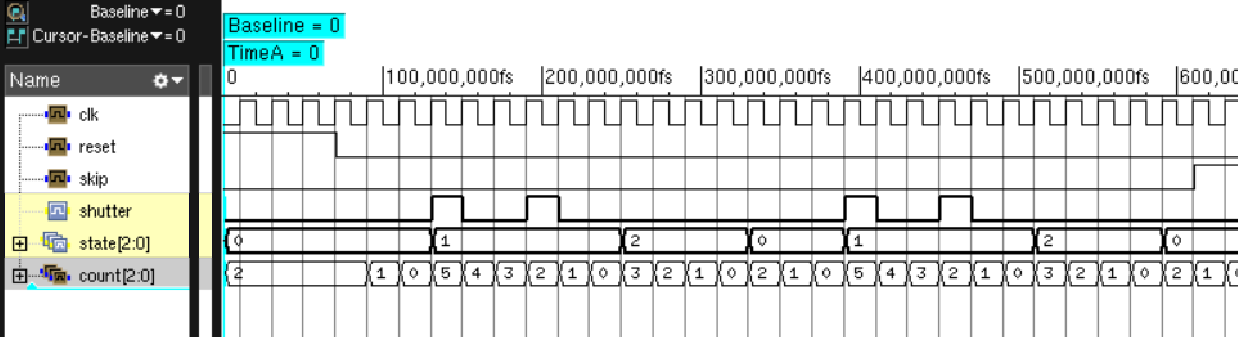 Baseline▼= 0
Cursor-Baseline▼= 0
Baseline = 0
TimeA = 0
Name
0 |100,000,000fs |200,000,000fs |300,000,000fs |400,000,000fs |500,000,000fs |600,00
clk
reset
skip
shutter
state[2:0] 0 1 2 0 1 2 0
count[2:0] 2 1 0 5 4 3 2 1 0 3 2 1 0 2 1 0 5 4 3 2 1 0 3 2 1 0 2 1 0